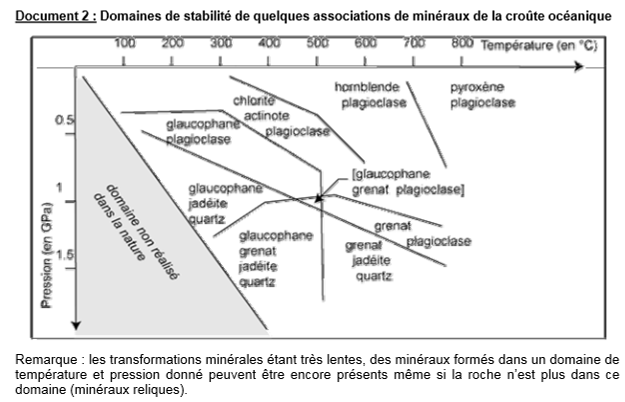 Document 2 : Domaines de stabilité de quelques associations de minéraux de la croûte océanique
100 200 300 400 500 600 700 800 Température (en °C)
hornblende
plagioclase
pyroxène
plagioclase
chlorite
actinote
plagioclase
0.5
glaucophane
plagioclase
[glaucophane
grenat plagioclase]
glaucophane
jadéite
quartz
1
grenat
plagioclase
glaucophane
grenat
jadéite
quartz
grenat
jadéite
quartz
1.5
domaine non réalisé
dans la nature
Pression (en GPa)
Remarque : les transformations minérales étant très lentes, des minéraux formés dans un domaine de
température et pression donné peuvent être encore présents même si la roche n'est plus dans ce
domaine (minéraux reliques).